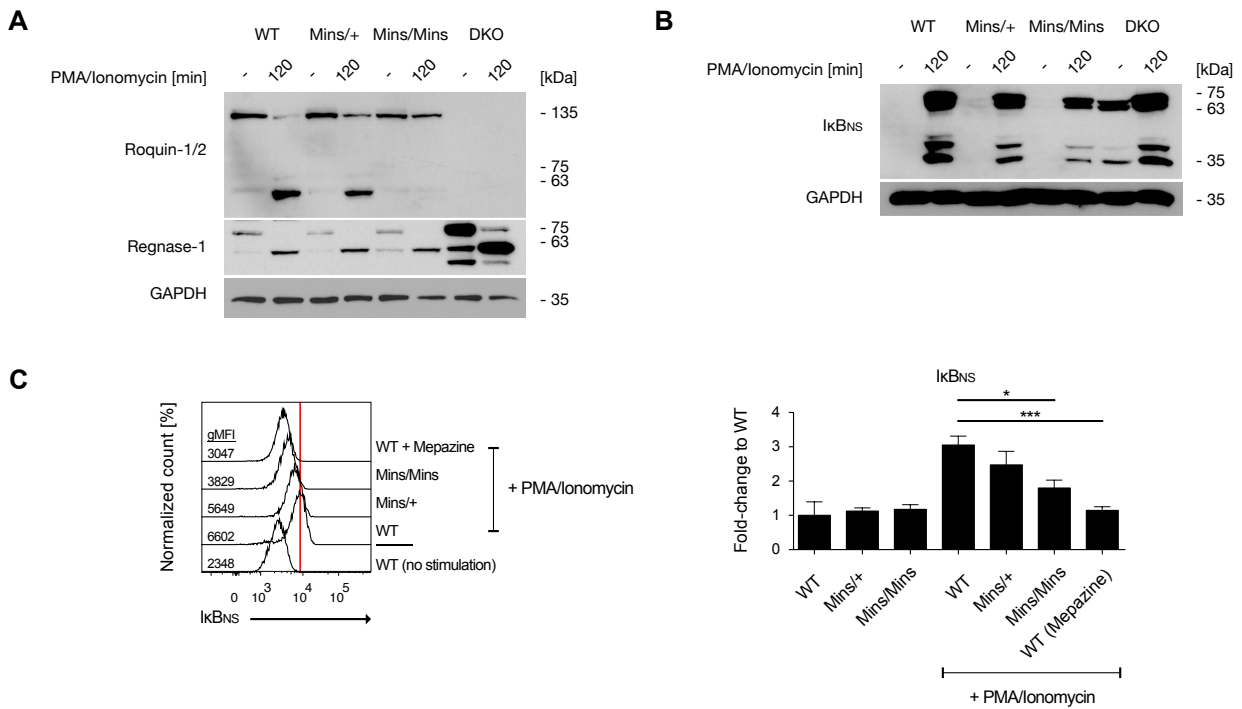 A
WT Mins/+ Mins/Mins DKO
PMA/Ionomycin [min] - 120 - 120 - 120 - 120 [kDa]
- 135
Roquin-1/2
- 75
- 63
- 75
Regnase-1
- 63
GAPDH
- 35
B
WT Mins/+ Mins/Mins DKO
PMA/Ionomycin [min] - 120 - 120 - 120 - 120 [kDa]
- 75
- 63
IκBNS
- 35
GAPDH
- 35
C
Normalized count [%]
gMFI
3047 WT + Mepazine
3829 Mins/Mins
5649 Mins/+
6602 WT
2348 WT (no stimulation)
+ PMA/Ionomycin
0 10³ 10⁴ 10⁵
IκBNS
IκBNS
*
***
Fold-change to WT
4
3
2
1
0
WT Mins/+ Mins/Mins WT Mins/+ Mins/Mins WT (Mepazine)
+ PMA/Ionomycin